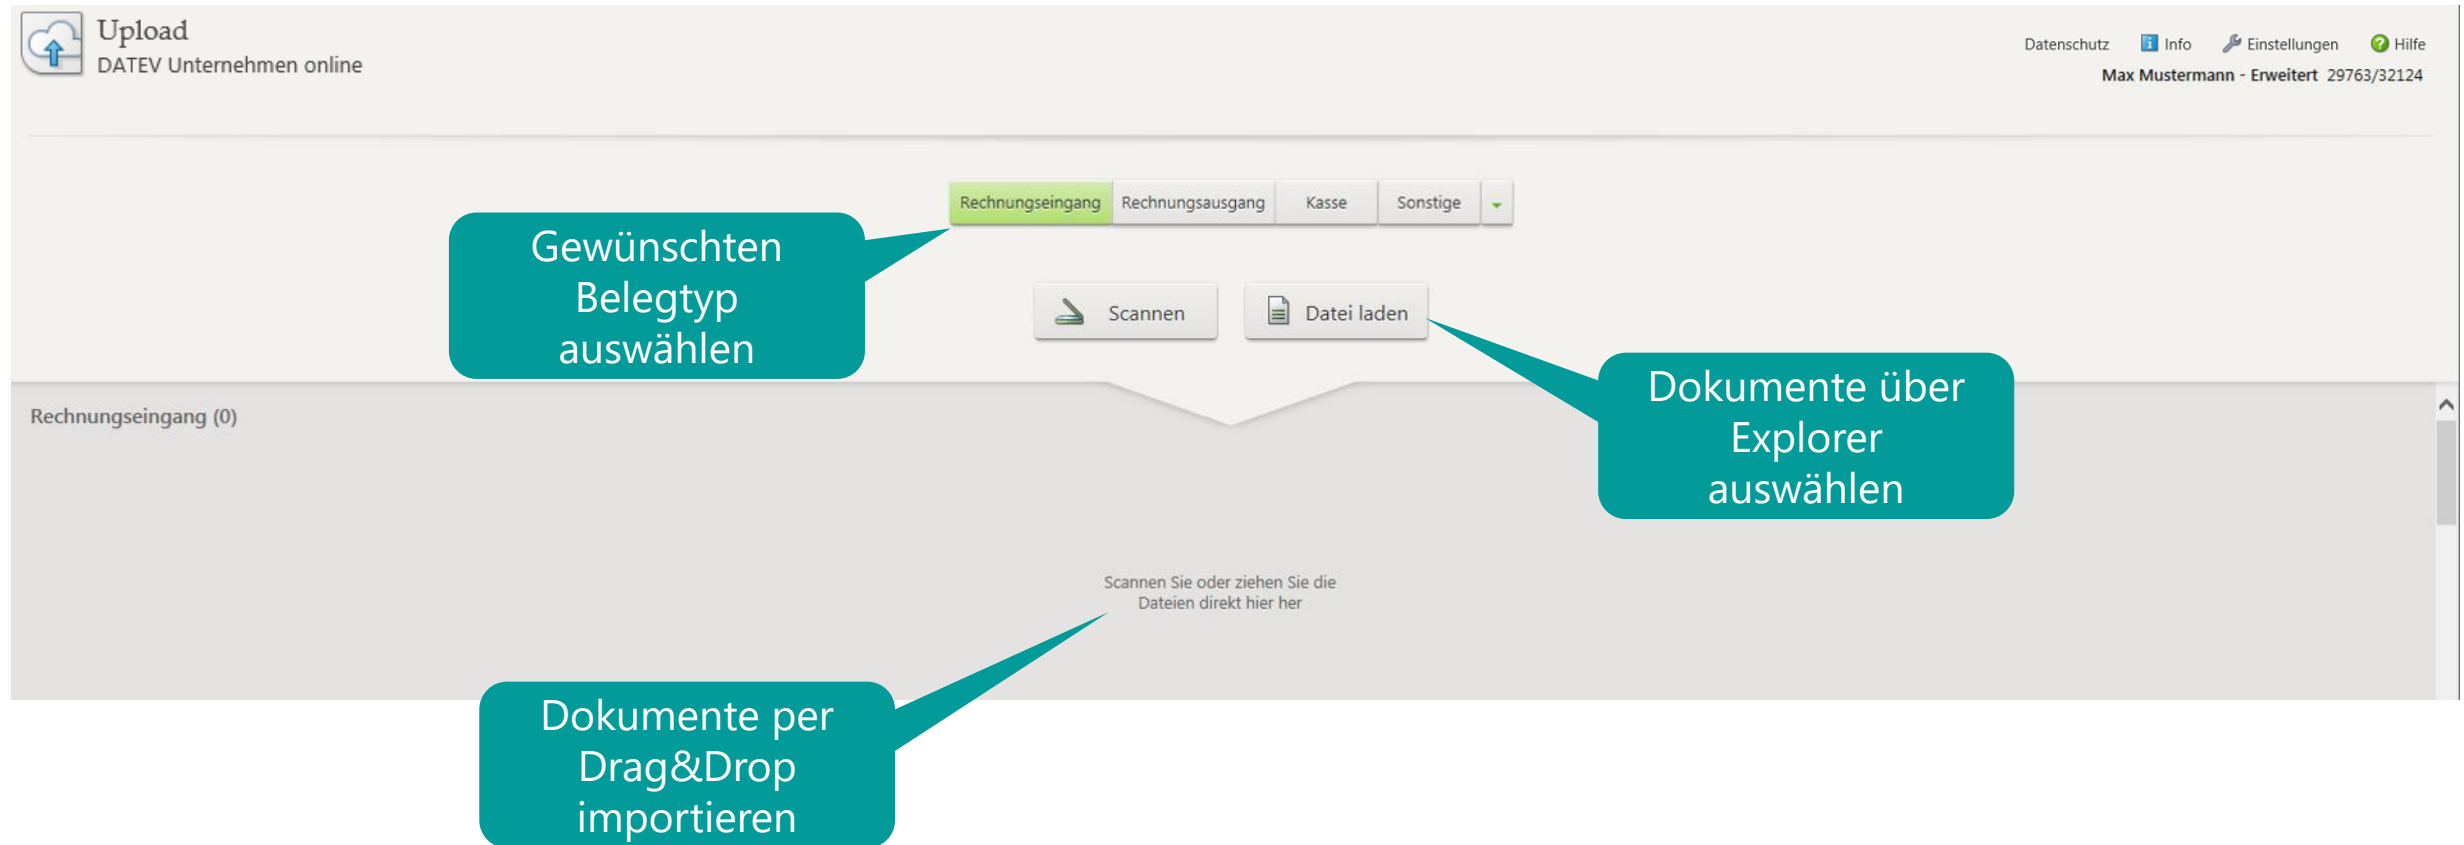 Upload
DATEV Unternehmen online
Datenschutz Info Einstellungen Hilfe
Max Mustermann - Erweitert 29763/32124
Rechnungseingang Rechnungsausgang Kasse Sonstige
Gewünschten
Belegtyp
auswählen
Scannen Datei laden
Dokumente über
Explorer
auswählen
Rechnungseingang (0)
Scannen Sie oder ziehen Sie die
Dateien direkt hier her
Dokumente per
Drag&Drop
importieren